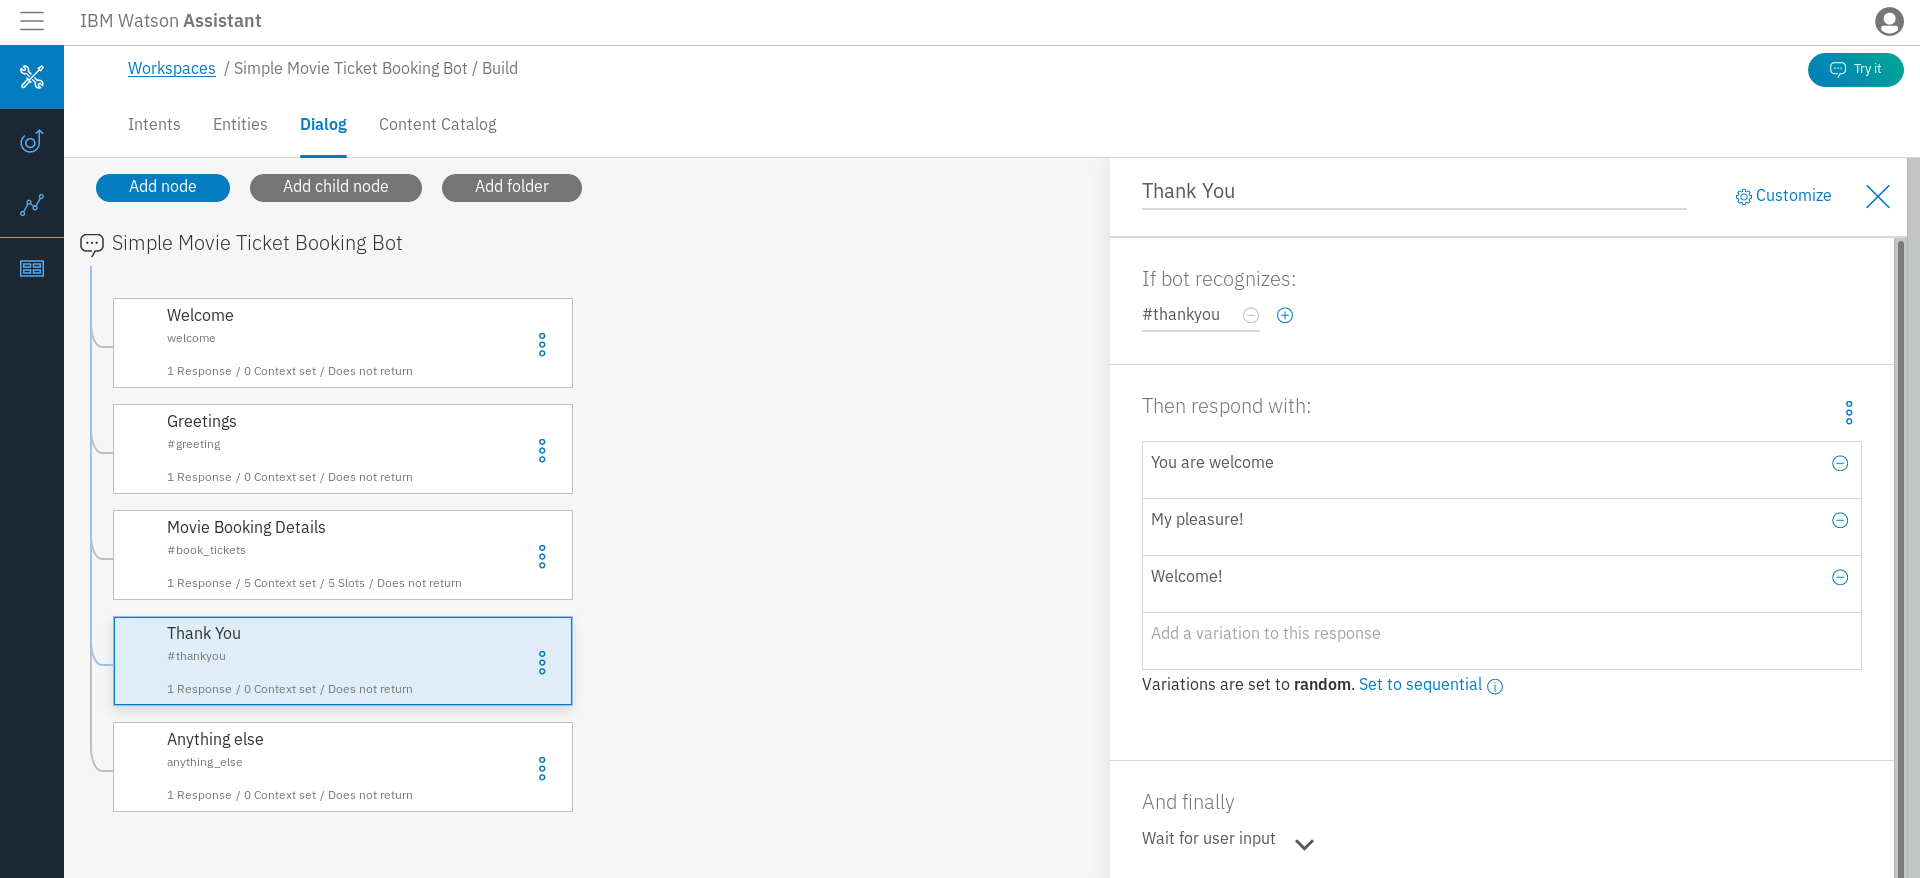 IBM Watson Assistant
Workspaces / Simple Movie Ticket Booking Bot / Build
Try it
Intents Entities Dialog Content Catalog
Add node Add child node Add folder
Simple Movie Ticket Booking Bot
Welcome
welcome
1 Response / 0 Context set / Does not return
Greetings
#greeting
1 Response / 0 Context set / Does not return
Movie Booking Details
#book_tickets
1 Response / 5 Context set / 5 Slots / Does not return
Thank You
#thankyou
1 Response / 0 Context set / Does not return
Anything else
anything_else
1 Response / 0 Context set / Does not return
Thank You
Customize
If bot recognizes:
#thankyou
Then respond with:
You are welcome
My pleasure!
Welcome!
Add a variation to this response
Variations are set to random. Set to sequential
And finally
Wait for user input